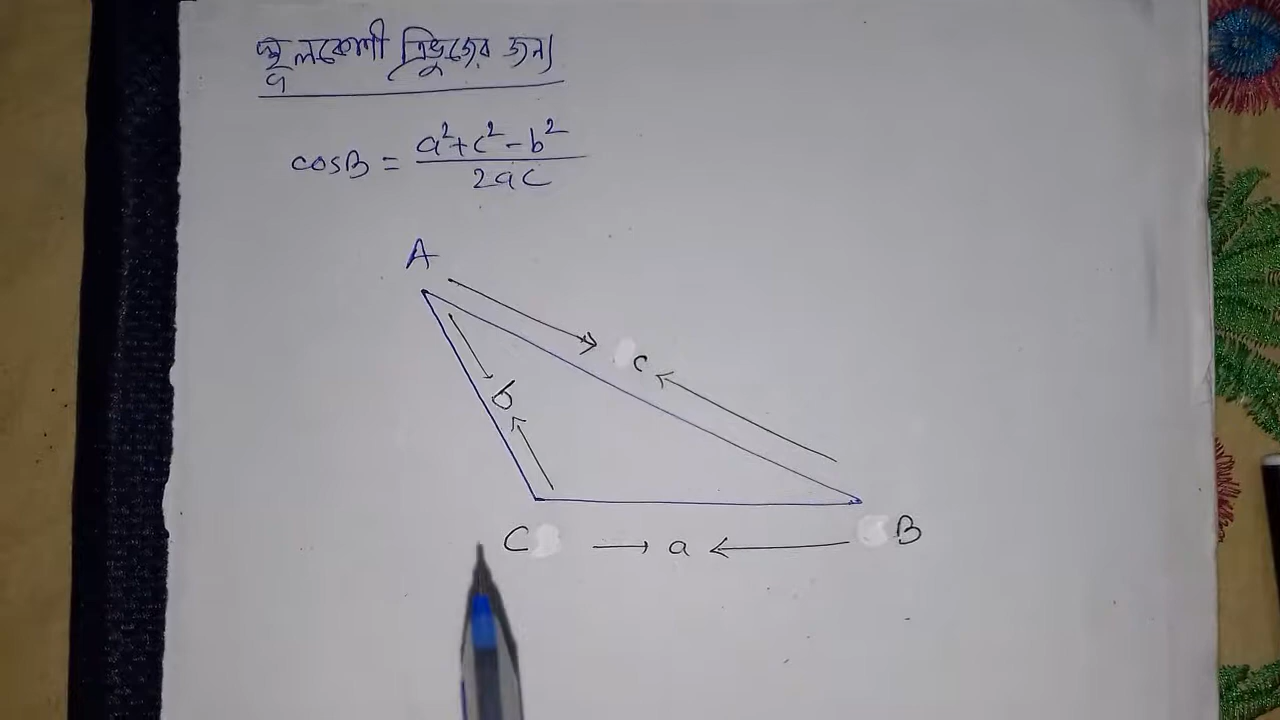 স্থূলকোণী ত্রিভুজের জন্য
cosB = a²+c²-b² / 2ac
A
c
b
C
a
B